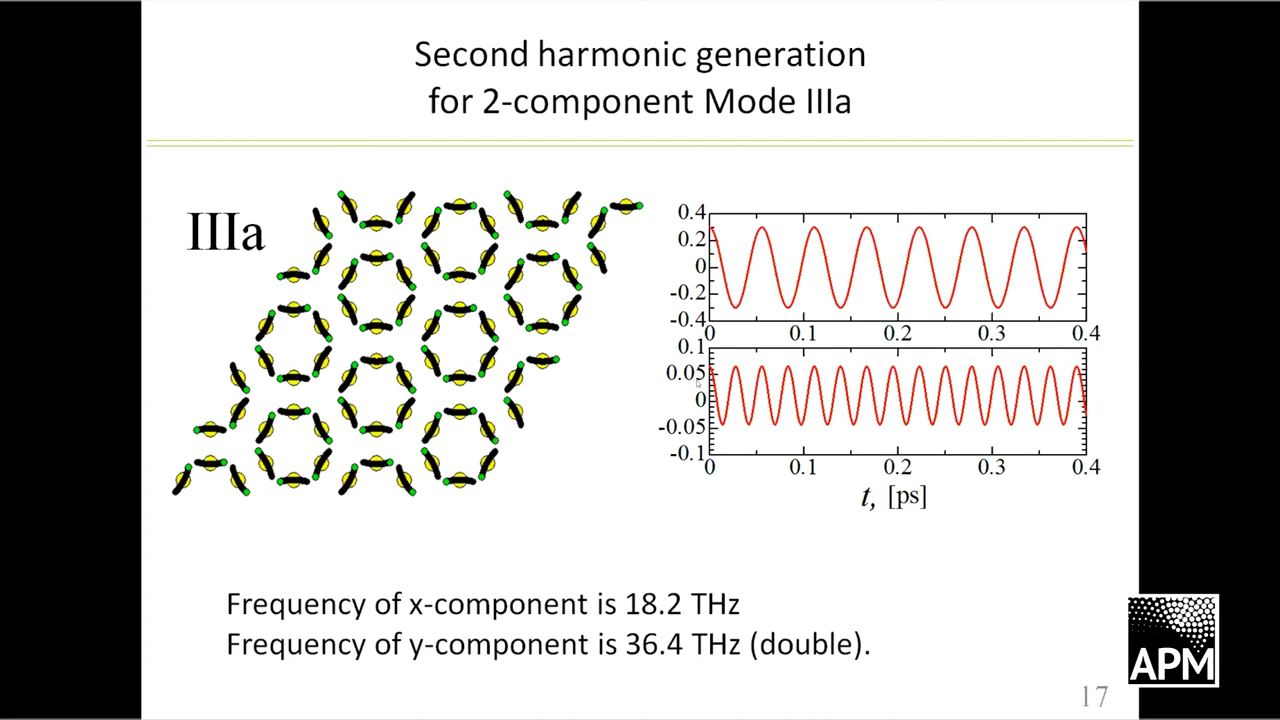 Second harmonic generation
for 2-component Mode IIIa
IIIa
0.4
0.2
0
-0.2
-0.4
0 0.1 0.2 0.3 0.4
0.1
0.05
0
-0.05
-0.1
0 0.1 0.2 0.3 0.4
t, [ps]
Frequency of x-component is 18.2 THz
Frequency of y-component is 36.4 THz (double).
APM
17